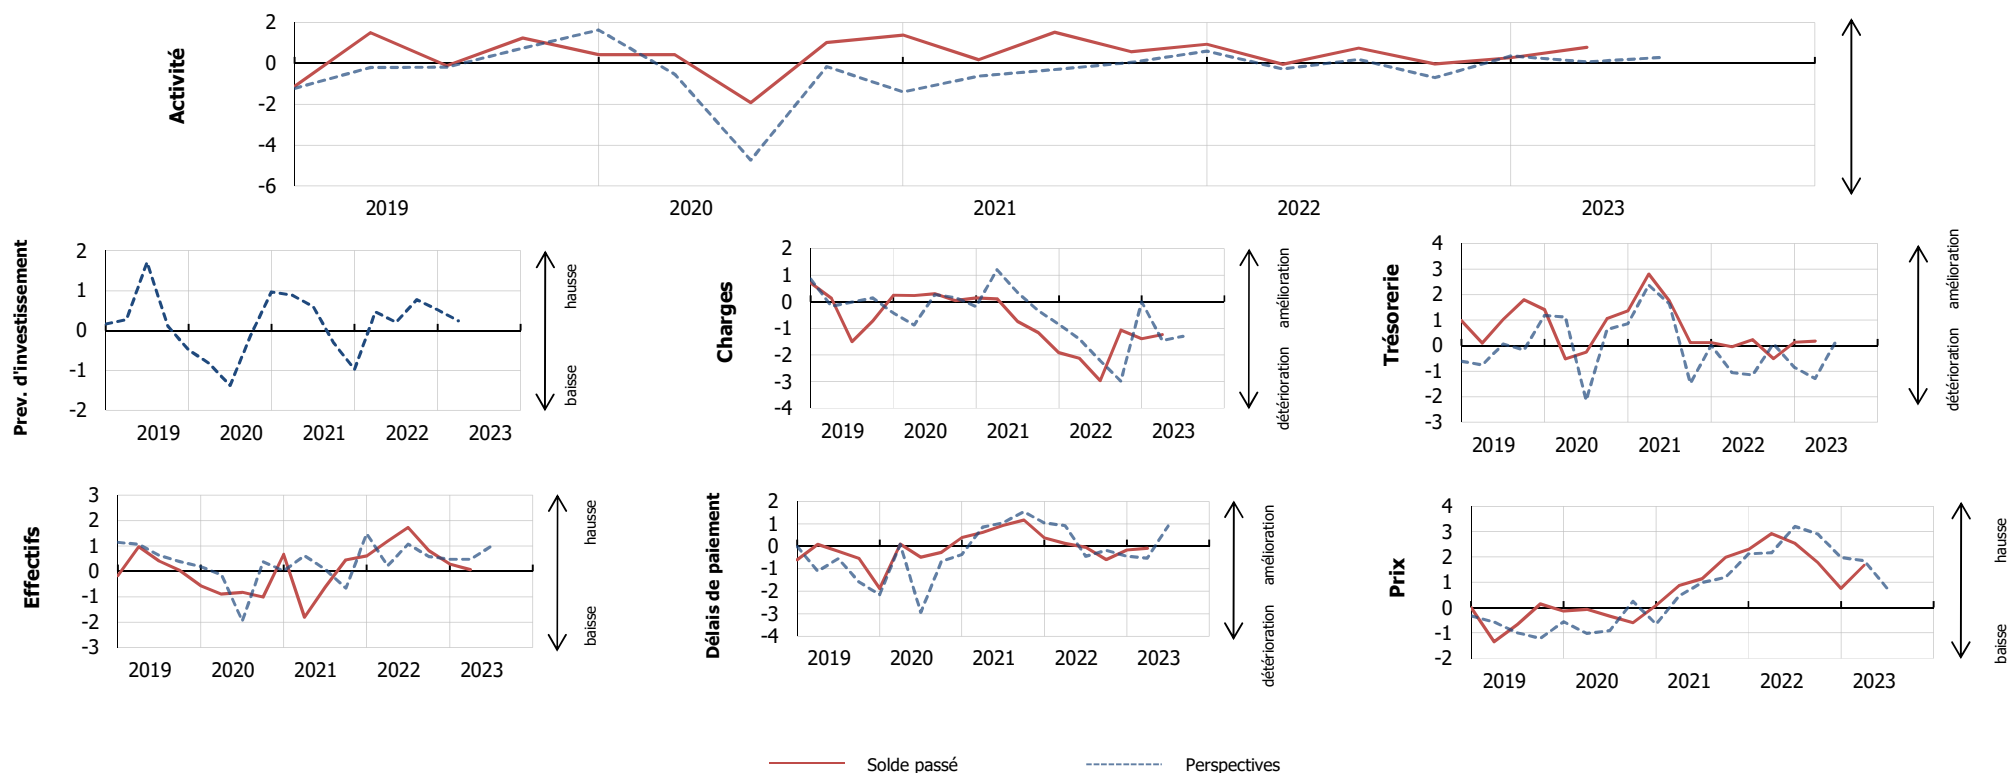 Activité
2
0
-2
-4
-6
2019 2020 2021 2022 2023
Prev. d'investissement
2
1
0
-1
-2
2019 2020 2021 2022 2023
hausse
baisse
Charges
2
1
0
-1
-2
-3
-4
2019 2020 2021 2022 2023
amélioration
détérioration
Trésorerie
4
3
2
1
0
-1
-2
-3
2019 2020 2021 2022 2023
amélioration
détérioration
Effectifs
3
2
1
0
-1
-2
-3
2019 2020 2021 2022 2023
hausse
baisse
Délais de paiement
2
1
0
-1
-2
-3
-4
2019 2020 2021 2022 2023
amélioration
détérioration
Prix
4
3
2
1
0
-1
-2
2019 2020 2021 2022 2023
hausse
baisse
Solde passé Perspectives